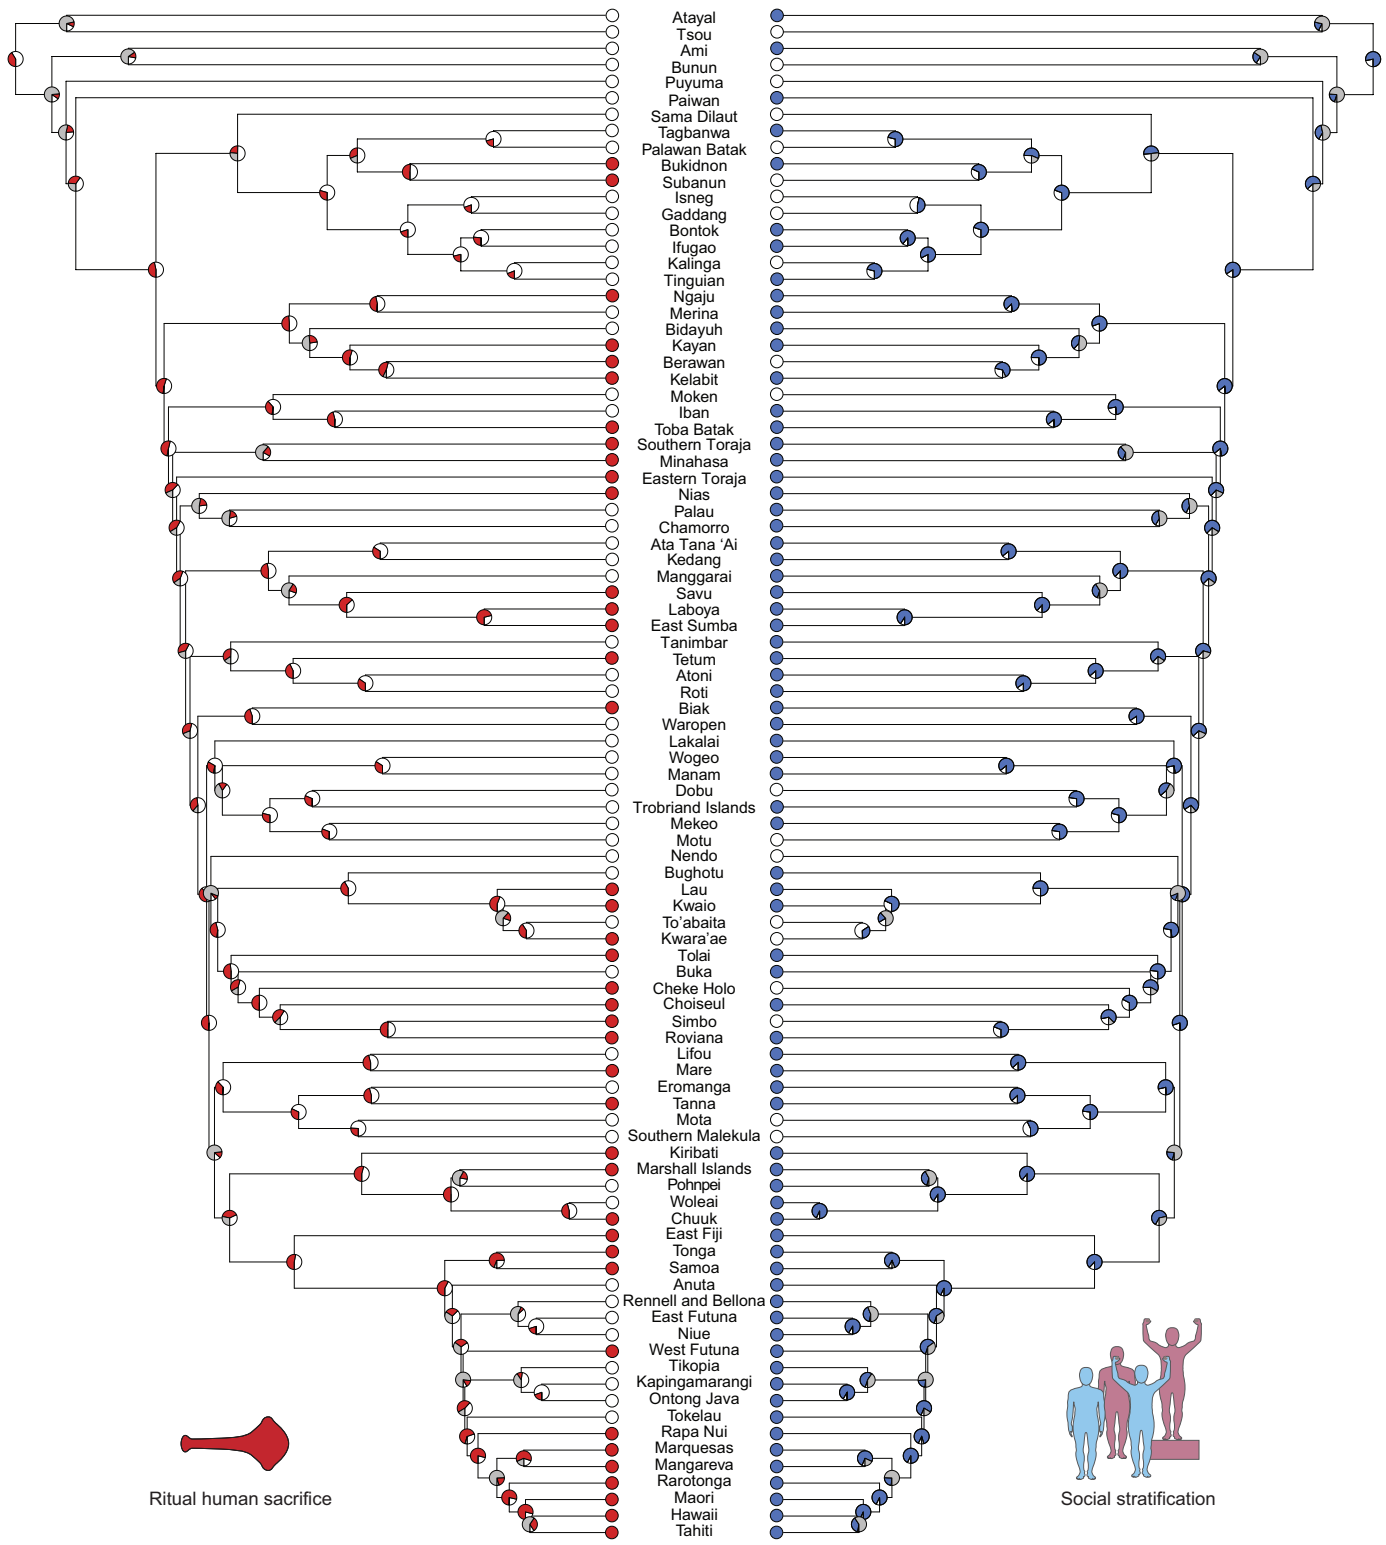 Atayal
Tsou
Ami
Bunun
Puyuma
Paiwan
Sama Dilaut
Tagbanwa
Palawan Batak
Bukidnon
Subanun
Isneg
Gaddang
Bontok
Ifugao
Kalinga
Tinguian
Ngaju
Merina
Bidayuh
Kayan
Berawan
Kelabit
Moken
Iban
Toba Batak
Southern Toraja
Minahasa
Eastern Toraja
Nias
Palau
Chamorro
Ata Tana ‘Ai
Kedang
Manggarai
Savu
Laboya
East Sumba
Tanimbar
Tetum
Atoni
Roti
Biak
Waropen
Lakalai
Wogeo
Manam
Dobu
Trobriand Islands
Mekeo
Motu
Nendo
Bughotu
Lau
Kwaio
To’abaita
Kwara’ae
Tolai
Buka
Cheke Holo
Choiseul
Simbo
Roviana
Lifou
Mare
Eromanga
Tanna
Mota
Southern Malekula
Kiribati
Marshall Islands
Pohnpei
Woleai
Chuuk
East Fiji
Tonga
Samoa
Anuta
Rennell and Bellona
East Futuna
Niue
West Futuna
Tikopia
Kapingamarangi
Ontong Java
Tokelau
Rapa Nui
Marquesas
Mangareva
Rarotonga
Maori
Hawaii
Tahiti
Ritual human sacrifice
Social stratification